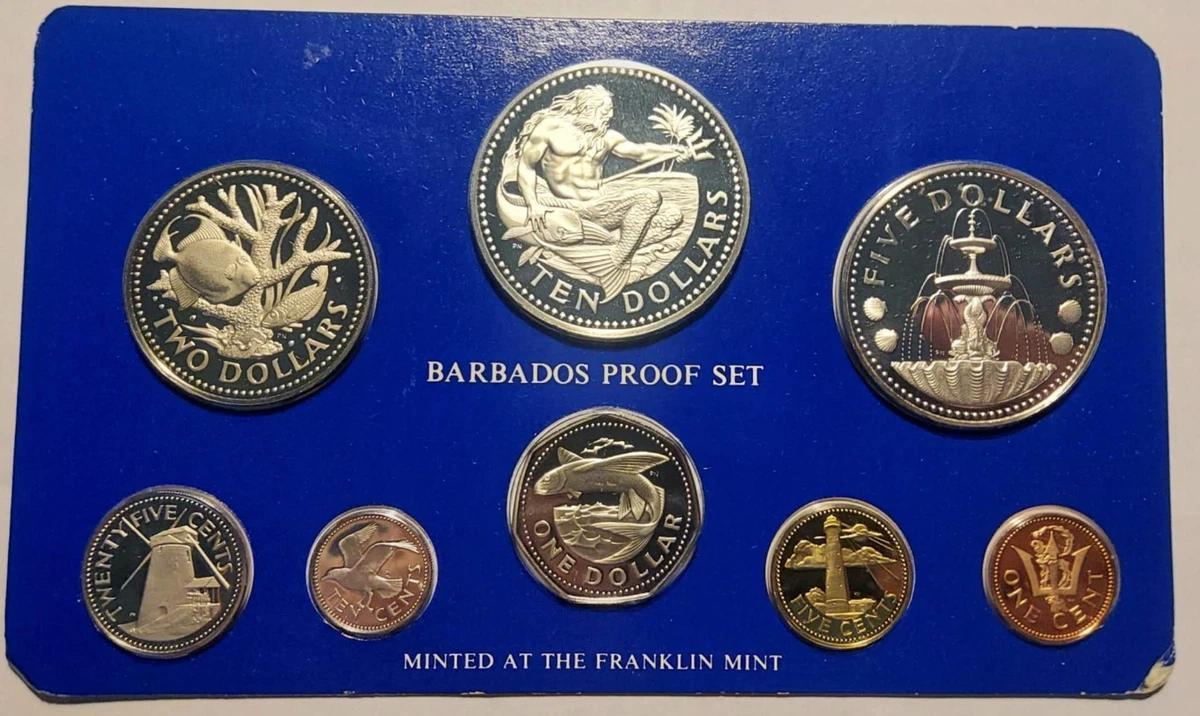 TEN DOLLARS
PN
TWO DOLLARS
FIVE DOLLARS
BARBADOS PROOF SET
TWENTY FIVE CENTS
TEN CENTS
ONE DOLLAR
FIVE CENTS
ONE CENT
MINTED AT THE FRANKLIN MINT